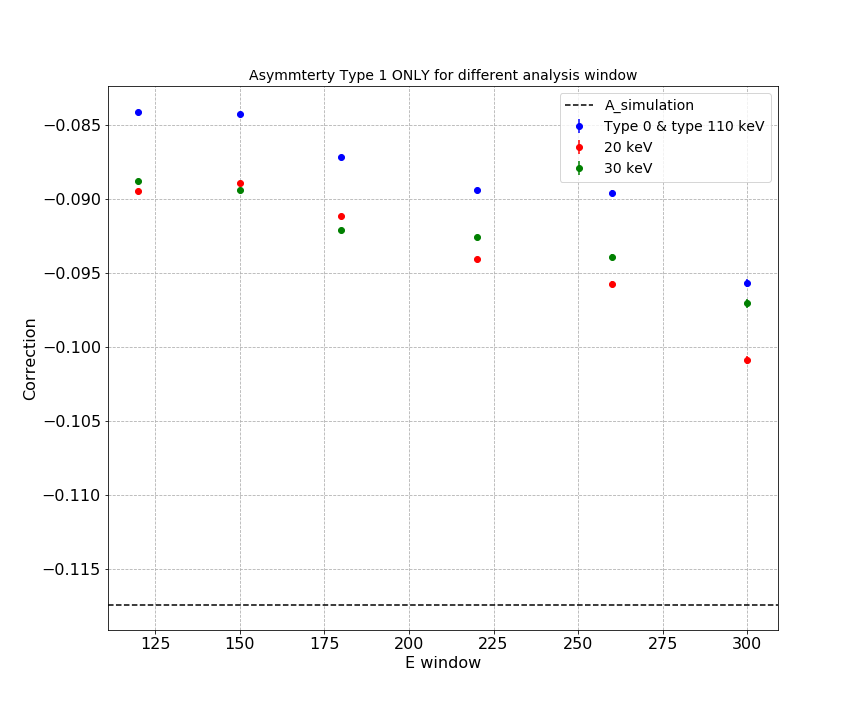 Asymmterty Type 1 ONLY for different analysis window
A_simulation
Type 0 & type 110 keV
20 keV
30 keV
−0.085
−0.090
−0.095
−0.100
−0.105
−0.110
−0.115
Correction
125 150 175 200 225 250 275 300
E window